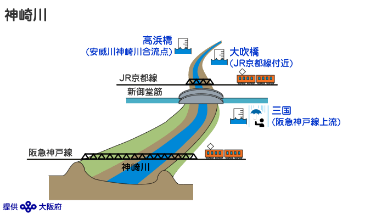 神崎川
高浜橋
(安威川神崎川合流点)
大吹橋
(JR京都線付近)
JR京都線
新御堂筋
三国
(阪急神戸線上流)
阪急神戸線
神崎川
提供 大阪府